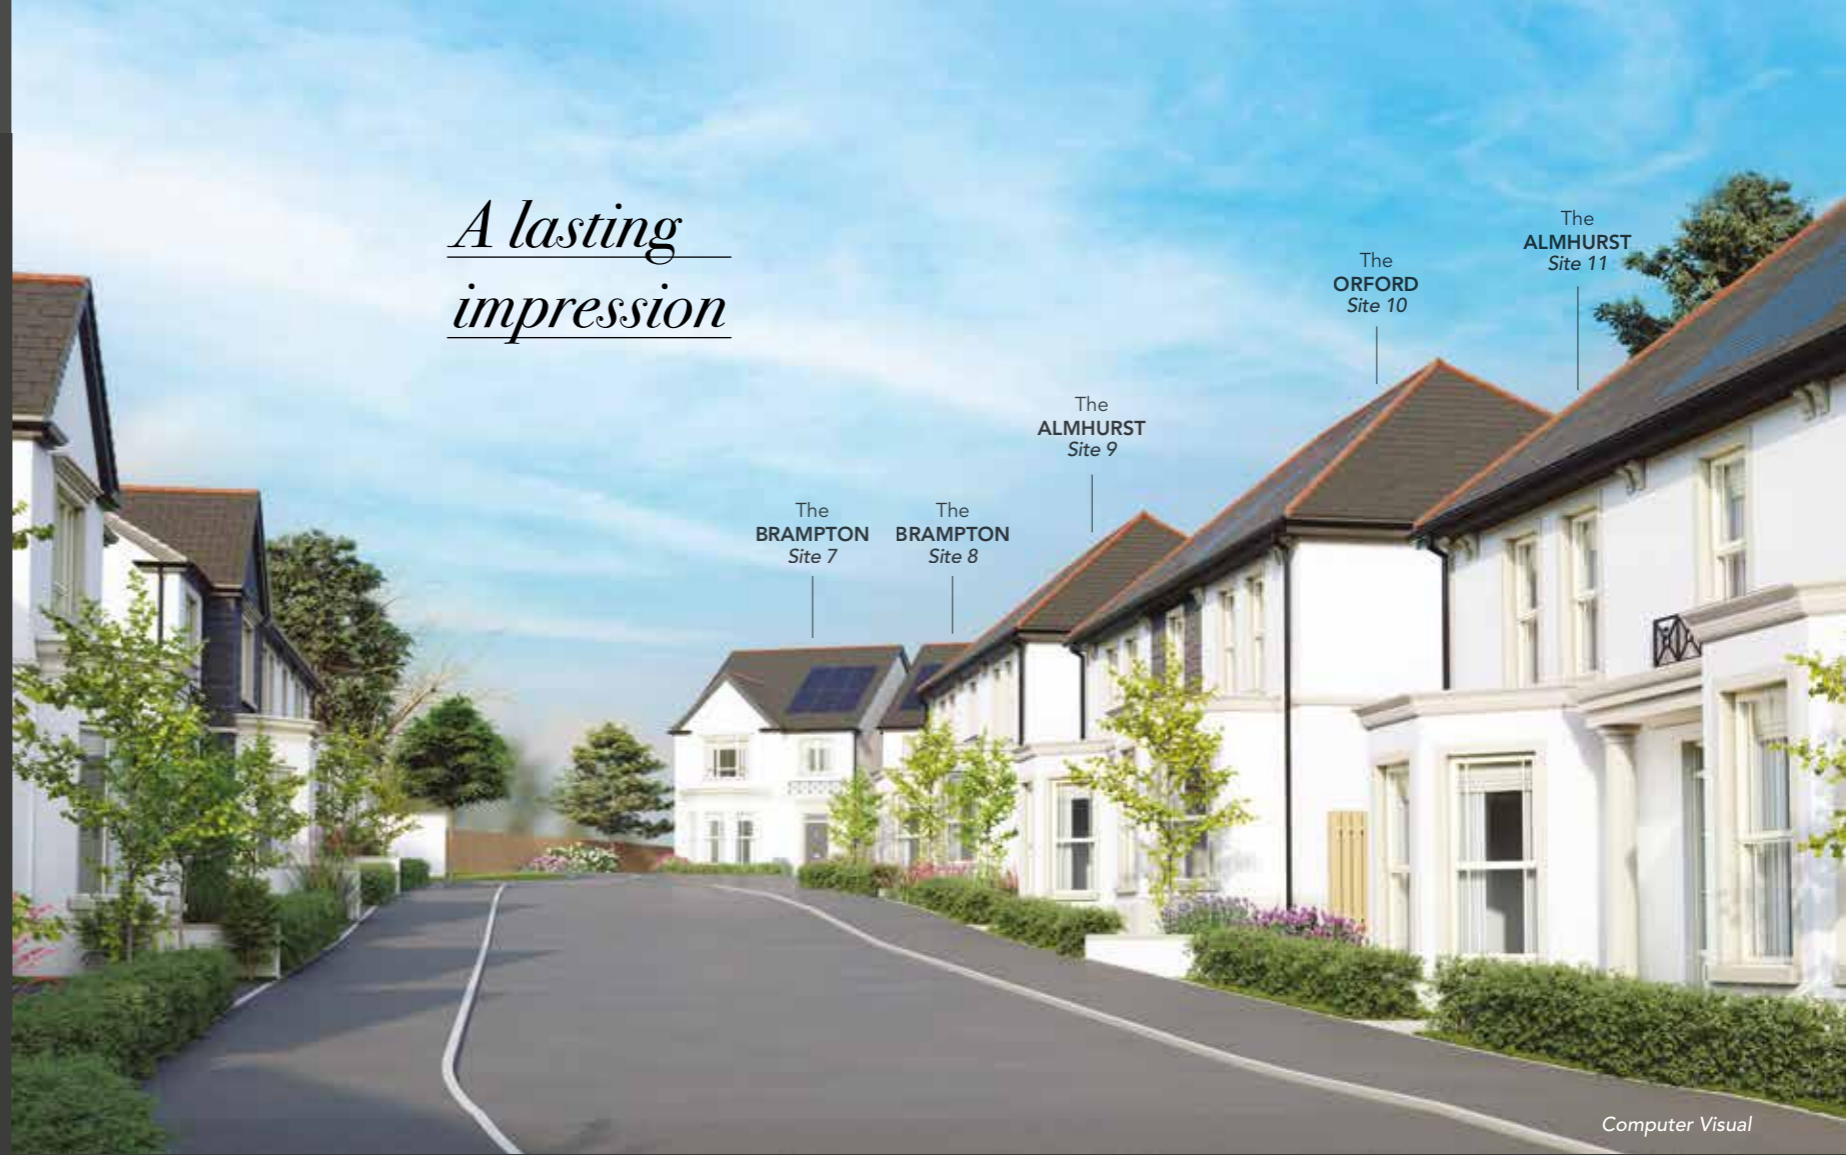 A lasting
impression
The
BRAMPTON
Site 7
The
BRAMPTON
Site 8
The
ALMHURST
Site 9
The
ORFORD
Site 10
The
ALMHURST
Site 11
Computer Visual